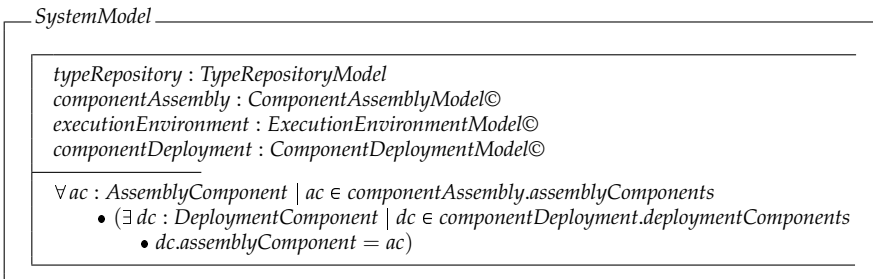 SystemModel
typeRepository : TypeRepositoryModel
componentAssembly : ComponentAssemblyModel©
executionEnvironment : ExecutionEnvironmentModel©
componentDeployment : ComponentDeploymentModel©
∀ ac : AssemblyComponent | ac ∈ componentAssembly.assemblyComponents
• (∃ dc : DeploymentComponent | dc ∈ componentDeployment.deploymentComponents
• dc.assemblyComponent = ac)